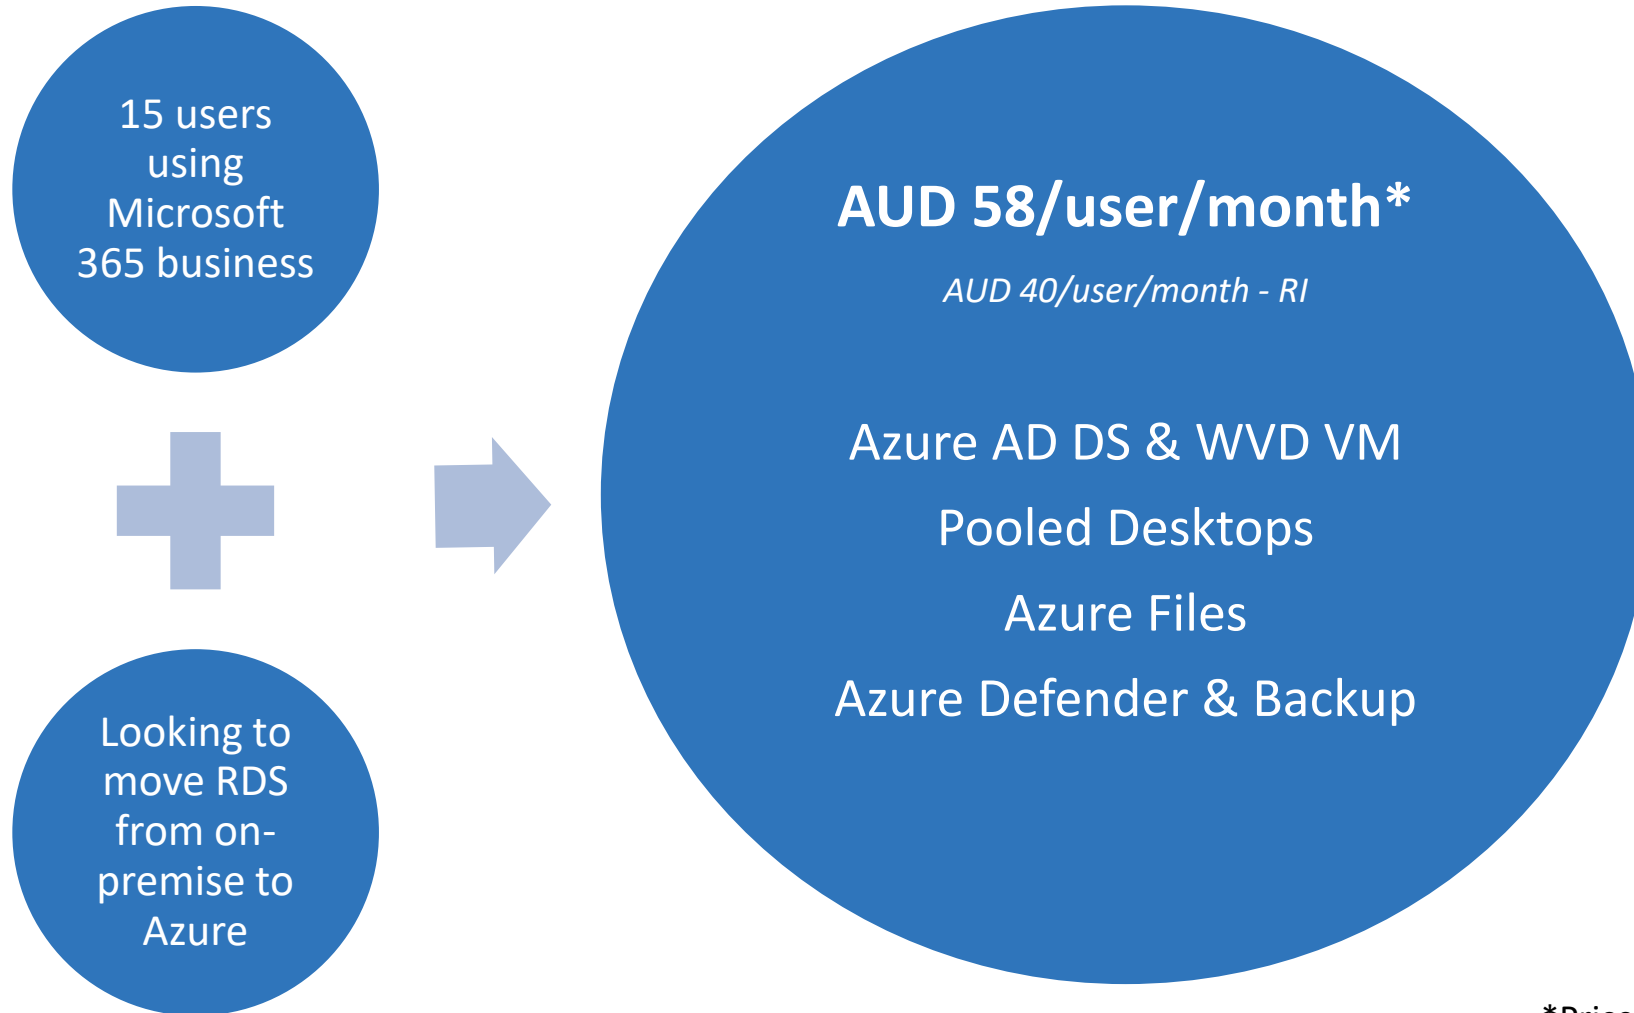 15 users
using
Microsoft
365 business
Looking to
move RDS
from on-
premise to
Azure
AUD 58/user/month*
AUD 40/user/month - RI
Azure AD DS & WVD VM
Pooled Desktops
Azure Files
Azure Defender & Backup